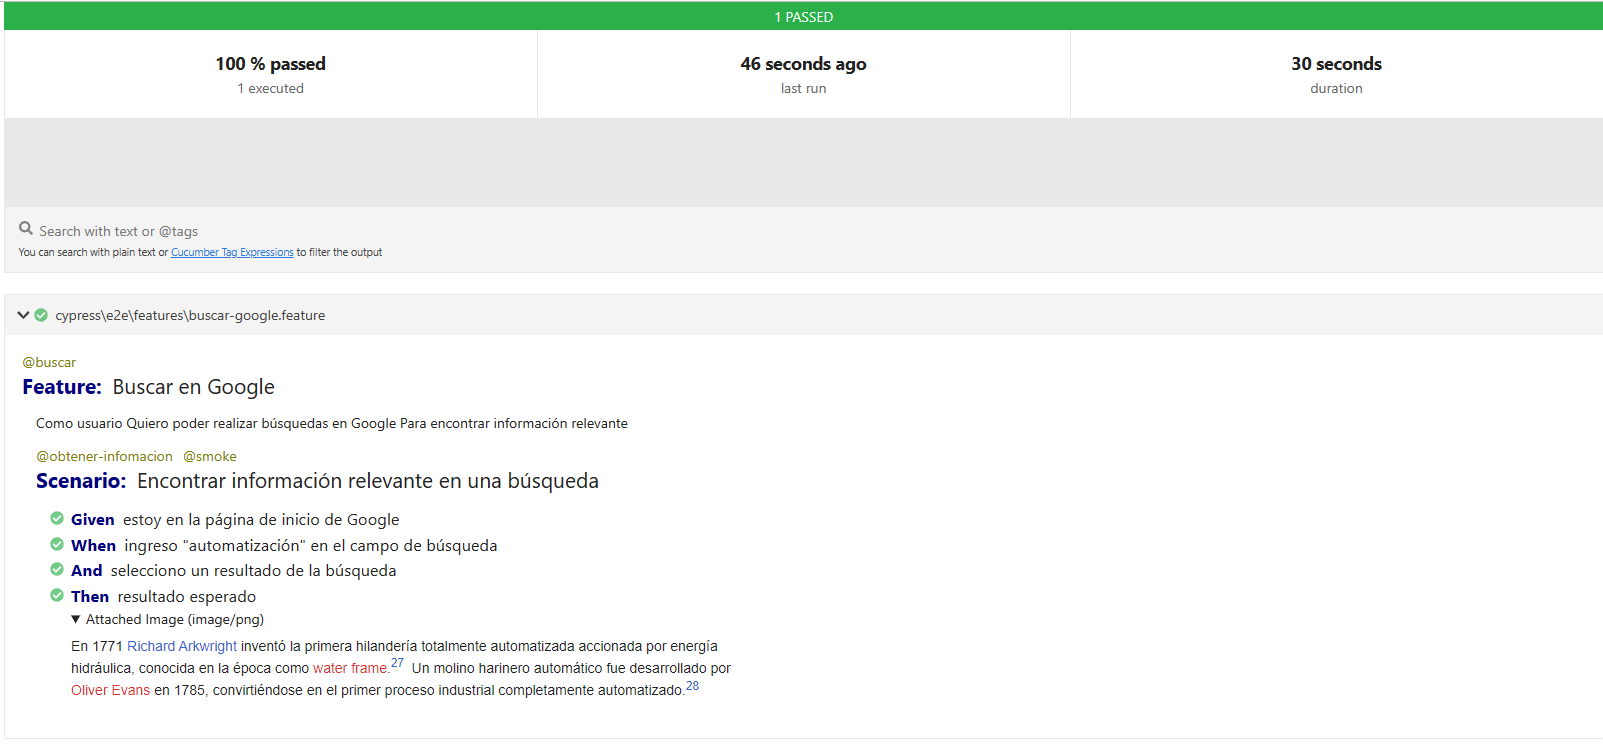 1 PASSED
100 % passed
1 executed
46 seconds ago
last run
30 seconds
duration
Search with text or @tags
You can search with plain text or Cucumber Tag Expressions to filter the output
cypress\e2e\features\buscar-google.feature
@buscar
Feature: Buscar en Google
Como usuario Quiero poder realizar búsquedas en Google Para encontrar información relevante
@obtener-infomacion @smoke
Scenario: Encontrar información relevante en una búsqueda
Given estoy en la página de inicio de Google
When ingreso "automatización" en el campo de búsqueda
And selecciono un resultado de la búsqueda
Then resultado esperado
Attached Image (image/png)
En 1771 Richard Arkwright inventó la primera hilandería totalmente automatizada accionada por energía
hidráulica, conocida en la época como water frame.27 Un molino harinero automático fue desarrollado por
Oliver Evans en 1785, convirtiéndose en el primer proceso industrial completamente automatizado.28